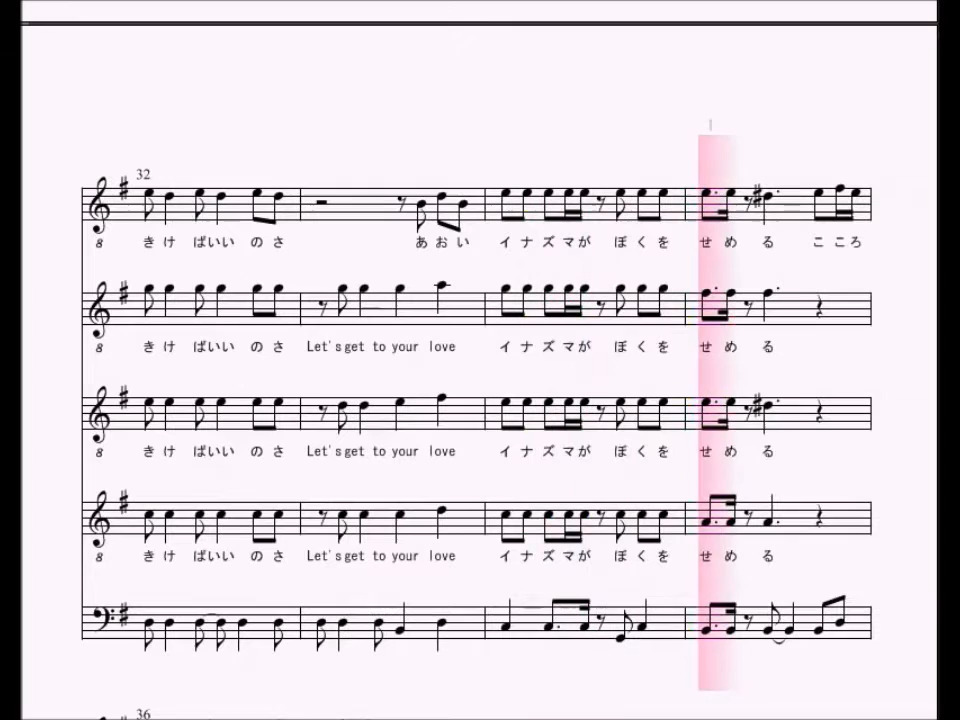 32
8 きけ ばいい のさ あおい イナズマが ぼくを せめ る こころ
8 きけ ばいい のさ Let's get to your love イナズマが ぼくを せめ る
8 きけ ばいい のさ Let's get to your love イナズマが ぼくを せめ る
8 きけ ばいい のさ Let's get to your love イナズマが ぼくを せめ る
36